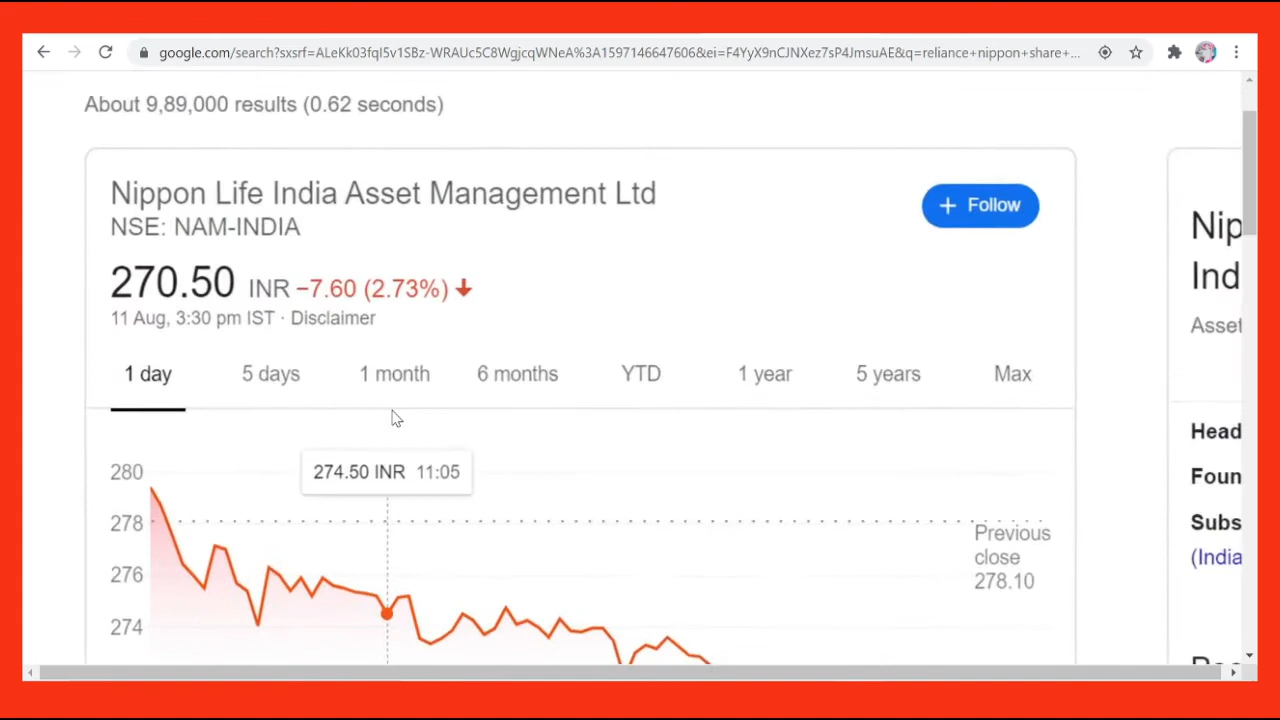 google.com/search?sxsrf=ALeKk03fqI5v1SBz-WRAUc5C8WgjcqWNeA%3A1597146647606&ei=F4YyX9nCJNXez7sP4JmsuAE&q=reliance+nippon+share+...
About 9,89,000 results (0.62 seconds)
Nippon Life India Asset Management Ltd
NSE: NAM-INDIA
+ Follow
270.50 INR −7.60 (2.73%)
11 Aug, 3:30 pm IST · Disclaimer
1 day 5 days 1 month 6 months YTD 1 year 5 years Max
274.50 INR 11:05
280
278
276
274
Previous
close
278.10
Nip
Ind
Asset
Head
Foun
Subs
(India